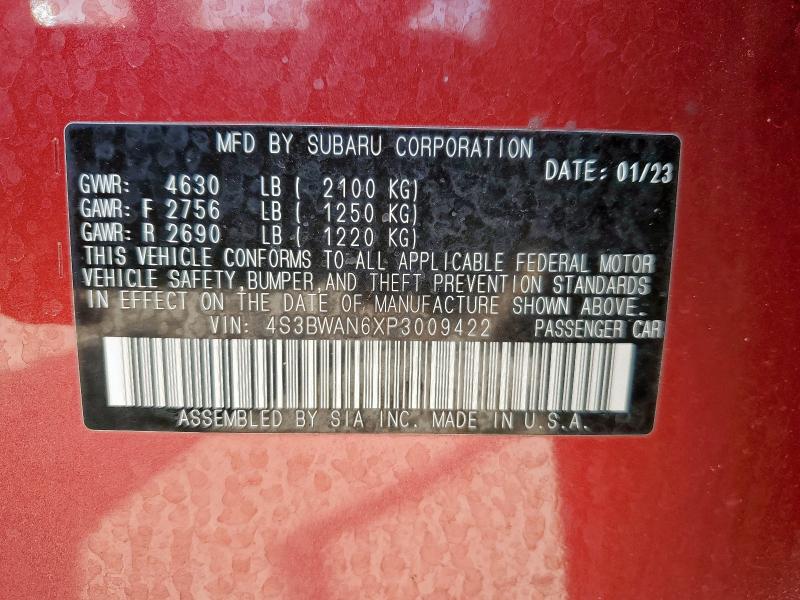 MFD BY SUBARU CORPORATION
DATE: 01/23
GVWR: 4630 LB ( 2100 KG)
GAWR: F 2756 LB ( 1250 KG)
GAWR: R 2690 LB ( 1220 KG)
THIS VEHICLE CONFORMS TO ALL APPLICABLE FEDERAL MOTOR
VEHICLE SAFETY,BUMPER,AND THEFT PREVENTION STANDARDS
IN EFFECT ON THE DATE OF MANUFACTURE SHOWN ABOVE.
VIN: 4S3BWAN6XP3009422 PASSENGER CAR
ASSEMBLED BY SIA INC. MADE IN U.S.A.